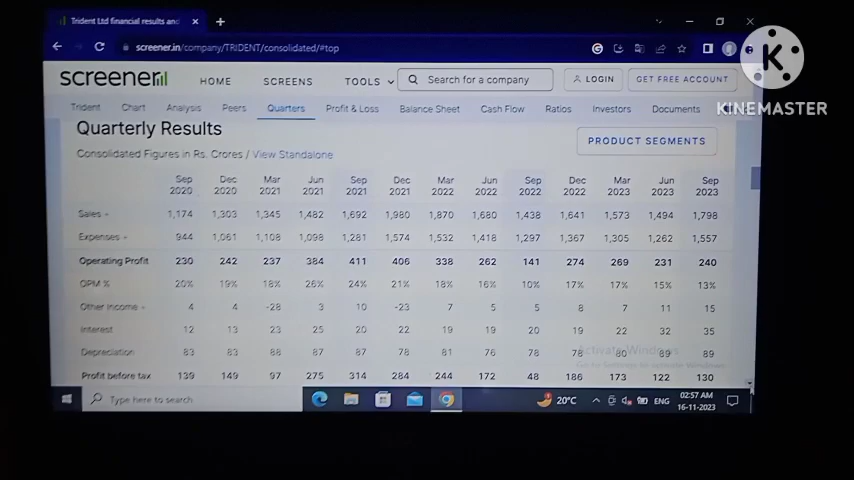 Trident Ltd financial results and
screener.in/company/TRIDENT/consolidated/#top
screener HOME SCREENS TOOLS Search for a company LOGIN GET FREE ACCOUNT
KINEMASTER
Trident Chart Analysis Peers Quarters Profit & Loss Balance Sheet Cash Flow Ratios Investors Documents
Quarterly Results
PRODUCT SEGMENTS
Consolidated Figures in Rs. Crores / View Standalone
Sep 2020 Dec 2020 Mar 2021 Jun 2021 Sep 2021 Dec 2021 Mar 2022 Jun 2022 Sep 2022 Dec 2022 Mar 2023 Jun 2023 Sep 2023
Sales 1,174 1,303 1,345 1,482 1,692 1,980 1,870 1,680 1,438 1,641 1,573 1,494 1,798
Expenses 944 1,061 1,108 1,098 1,281 1,574 1,532 1,418 1,297 1,367 1,305 1,262 1,557
Operating Profit 230 242 237 384 411 406 338 262 141 274 269 231 240
OPM % 20% 19% 18% 26% 24% 21% 18% 16% 10% 17% 17% 15% 13%
Other Income 4 4 -28 3 10 -23 7 5 5 8 7 11 15
Interest 12 13 23 25 20 22 19 19 20 19 22 32 35
Depreciation 83 83 88 87 87 78 81 76 78 78 80 89 89
Activate Windows
Go to Settings to activate Windows.
Profit before tax 139 149 97 275 314 284 244 172 48 186 173 122 130
Type here to search 20°C ENG 02:57 AM
16-11-2023